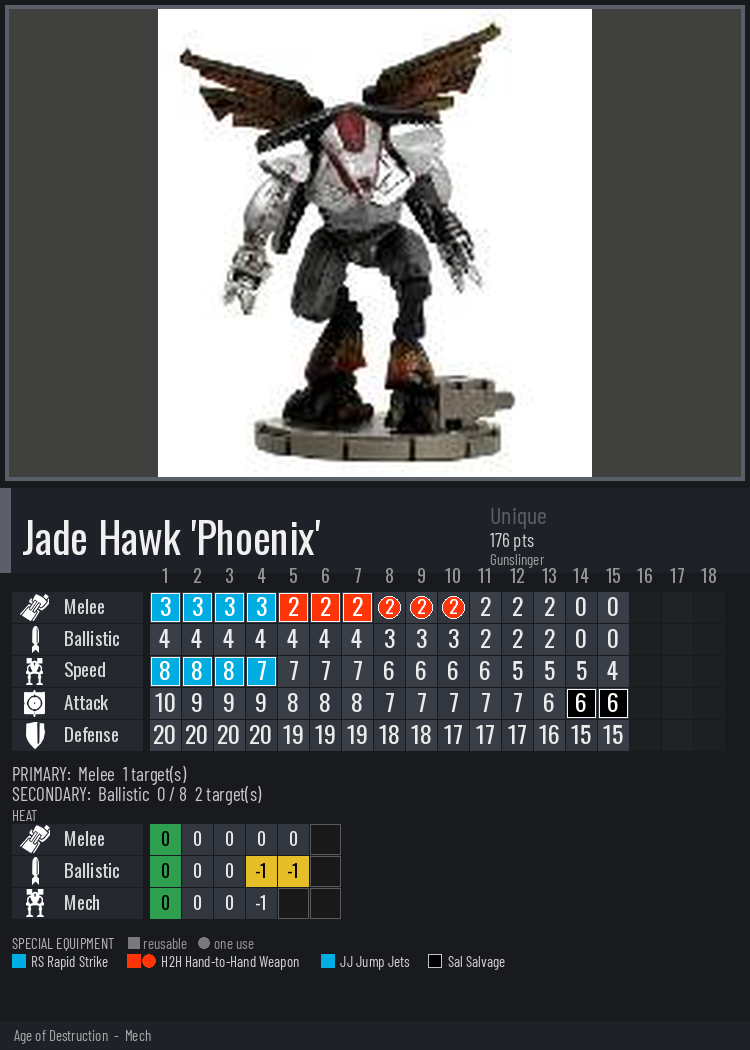 Jade Hawk 'Phoenix'
Unique
176 pts
Gunslinger
1 2 3 4 5 6 7 8 9 10 11 12 13 14 15 16 17 18
Melee 3 3 3 3 2 2 2 2 2 2 2 2 2 0 0
Ballistic 4 4 4 4 4 4 4 3 3 3 2 2 2 0 0
Speed 8 8 8 7 7 7 7 6 6 6 6 5 5 5 4
Attack 10 9 9 9 8 8 8 7 7 7 7 7 6 6 6
Defense 20 20 20 20 19 19 19 18 18 17 17 17 16 15 15
PRIMARY: Melee 1 target(s)
SECONDARY: Ballistic 0 / 8 2 target(s)
HEAT
Melee 0 0 0 0 0
Ballistic 0 0 0 -1 -1
Mech 0 0 0 -1
SPECIAL EQUIPMENT reusable one use
RS Rapid Strike H2H Hand-to-Hand Weapon JJ Jump Jets Sal Salvage
Age of Destruction - Mech